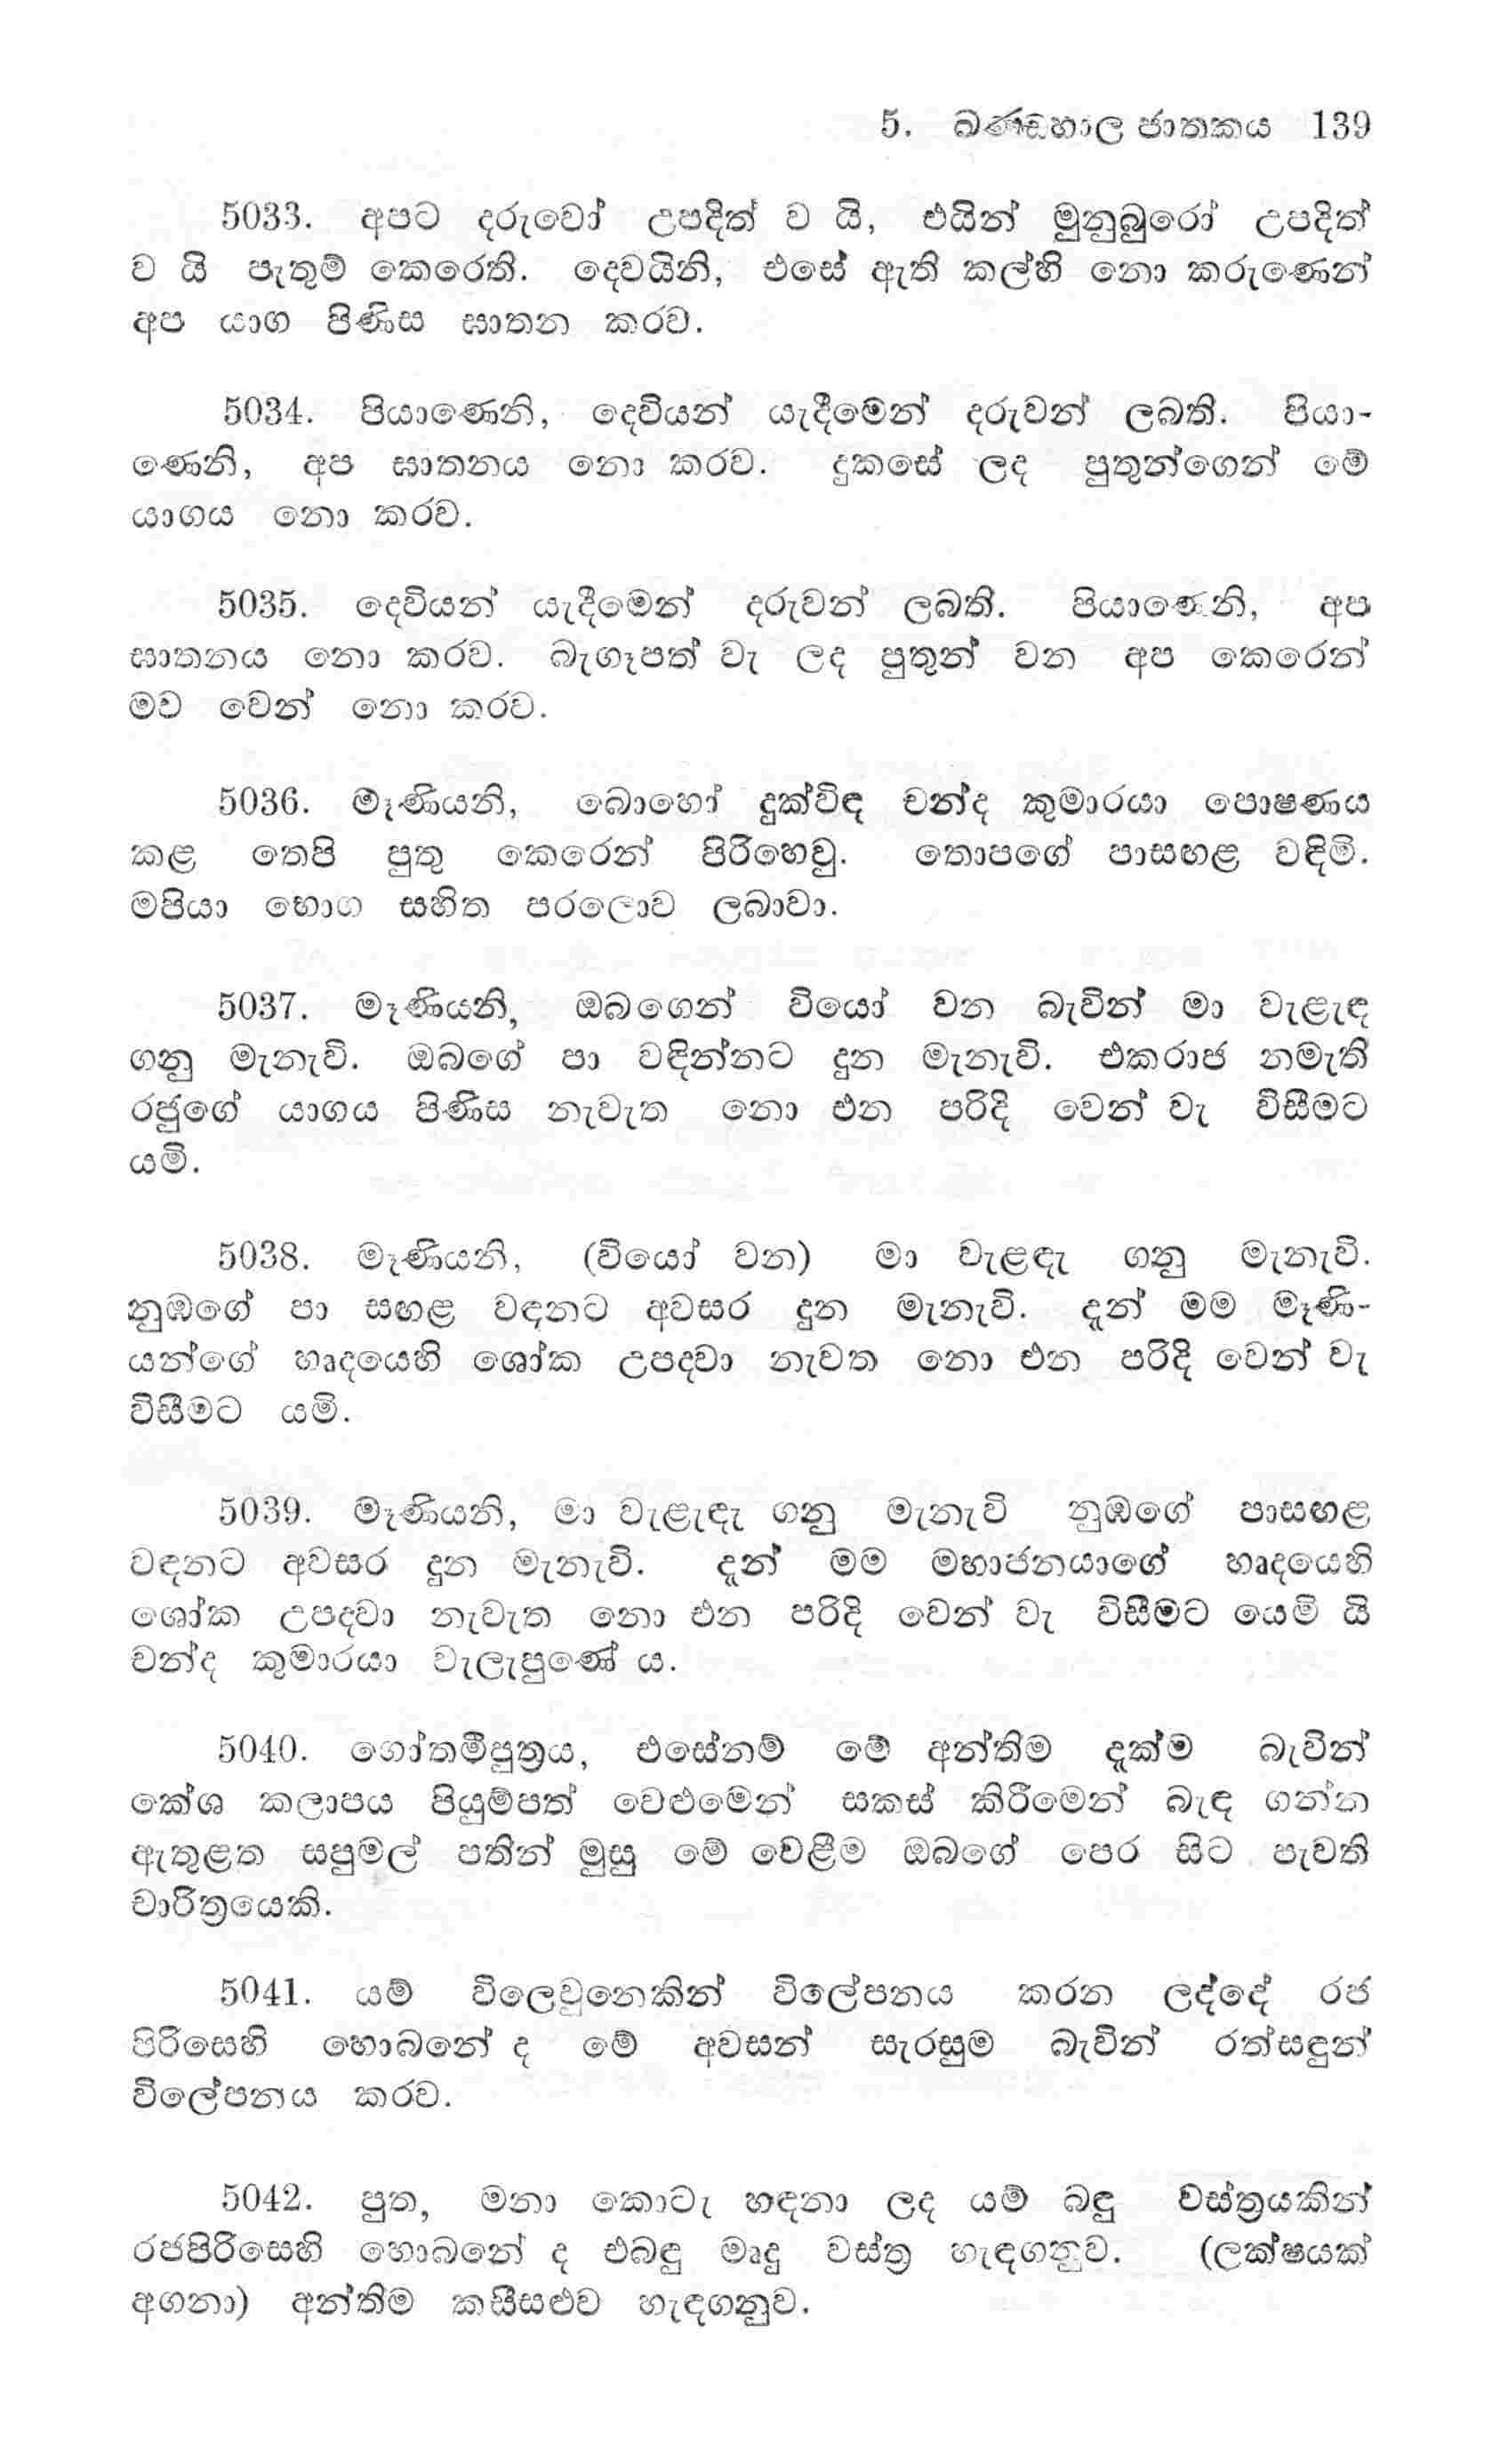 5. ඛණ්ඩහාල ජාතකය 139
5033. අපට දරුවෝ උපදිත් ව යි, එයින් මුනුබුරෝ උපදිත්
ව යි පැතුම් කෙරෙති. දෙවයිනි, එසේ ඇති කල්හි නො කරුණෙන්
අප යාග පිණිස ඝාතන කරව.
5034. පියාණෙනි, දෙවියන් යැදීමෙන් දරුවන් ලබති. පියා-
ණෙනි, අප ඝාතනය නො කරව. දුකසේ ලද පුතුන්ගෙන් මේ
යාගය නො කරව.
5035. දෙවියන් යැදීමෙන් දරුවන් ලබති. පියාණෙනි, අප
ඝාතනය නො කරව. බැගෑපත් වැ ලද පුතුන් වන අප කෙරෙන්
මව වෙන් නො කරව.
5036. මෑණියනි, බොහෝ දුක්විඳ චන්ද කුමාරයා පොෂණය
කළ තෙපි පුතු කෙරෙන් පිරිහෙවු. තොපගේ පාසඟළ වඳිමි.
මපියා භොග සහිත පරලොව ලබාවා.
5037. මෑණියනි, ඔබගෙන් වියෝ වන බැවින් මා වැළැඳ
ගනු මැනැවි. ඔබගේ පා වඳින්නට දුන මැනැවි. එකරාජ නමැති
රජුගේ යාගය පිණිස නැවැත නො එන පරිදි වෙන් වැ විසීමට
යමි.
5038. මෑණියනි, (වියෝ වන) මා වැළඳැ ගනු මැනැවි.
නුඹගේ පා සඟළ වඳනට අවසර දුන මැනැවි. දැන් මම මෑණි-
යන්ගේ හෘදයෙහි ශෝක උපදවා නැවත නො එන පරිදි වෙන් වැ
විසීමට යමි.
5039. මෑණියනි, මා වැළැඳැ ගනු මැනැවි නුඹගේ පාසඟළ
වඳනට අවසර දුන මැනැවි. දැන් මම මහාජනයාගේ හෘදයෙහි
ශෝක උපදවා නැවැත නො එන පරිදි වෙන් වැ විසීමට යෙමි යි
චන්ද කුමාරයා වැලැපුණේ ය.
5040. ගෝතමීපුත්‍රය, එසේනම් මේ අන්තිම දැක්ම බැවින්
කේශ කලාපය පියුම්පත් වෙළුමෙන් සකස් කිරීමෙන් බැඳ ගන්න
ඇතුළත සපුමල් පතින් මුසු මේ වෙළීම ඔබගේ පෙර සිට පැවති
චාරිත්‍රයෙකි.
5041. යම් විලෙවුනෙකින් විලේපනය කරන ලද්දේ රජ
පිරිසෙහි හොබනේ ද මේ අවසන් සැරසුම බැවින් රත්සඳුන්
විලේපනය කරව.
5042. පුත, මනා කොටැ හඳනා ලද යම් බඳු වස්ත්‍රයකින්
රජපිරිසෙහි හොබනේ ද එබඳු මෘදු වස්ත්‍ර හැඳගනුව. (ලක්ෂයක්
අගනා) අන්තිම කසීසළුව හැඳගනුව.